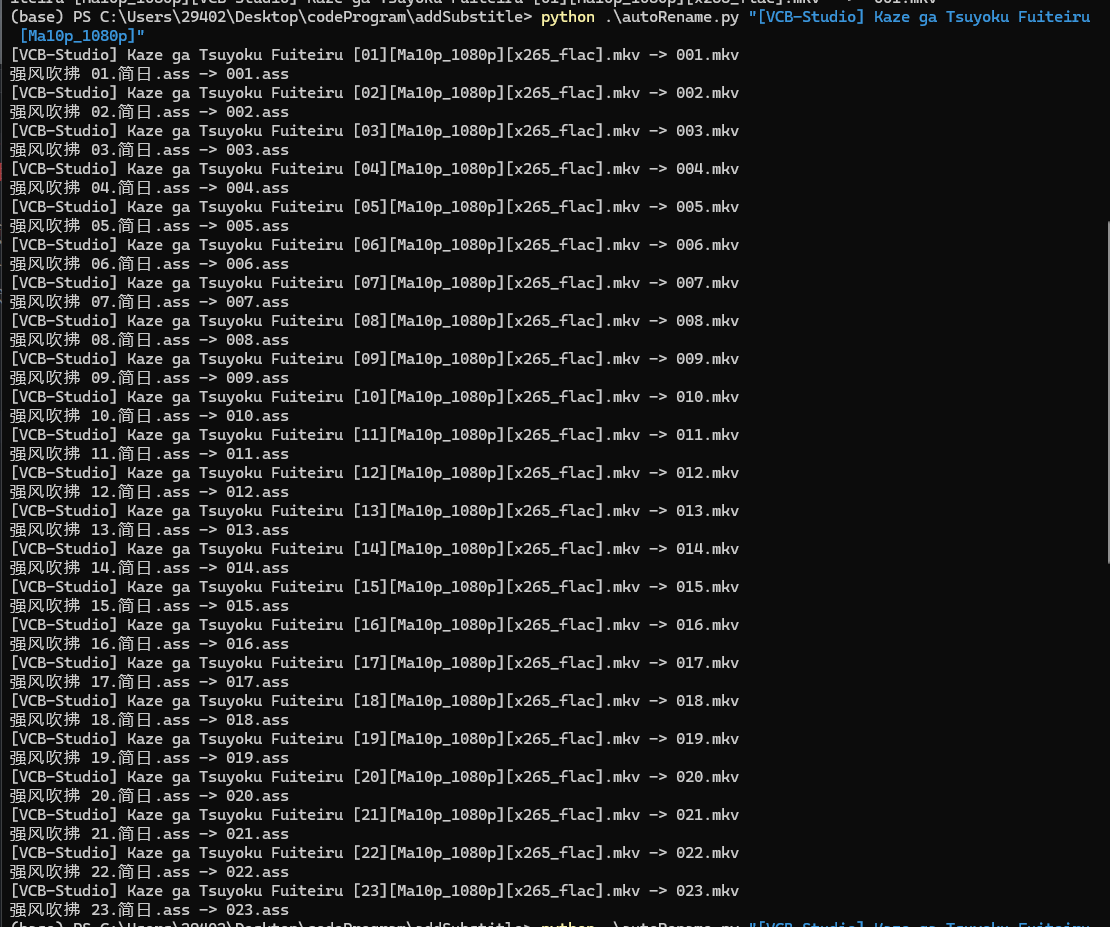 (base) PS C:\Users\29402\Desktop\codeProgram\addSubstitle> python .\autoRename.py "[VCB-Studio] Kaze ga Tsuyoku Fuiteiru
[Ma10p_1080p]"
[VCB-Studio] Kaze ga Tsuyoku Fuiteiru [01][Ma10p_1080p][x265_flac].mkv -> 001.mkv
强风吹拂 01.简日.ass -> 001.ass
[VCB-Studio] Kaze ga Tsuyoku Fuiteiru [02][Ma10p_1080p][x265_flac].mkv -> 002.mkv
强风吹拂 02.简日.ass -> 002.ass
[VCB-Studio] Kaze ga Tsuyoku Fuiteiru [03][Ma10p_1080p][x265_flac].mkv -> 003.mkv
强风吹拂 03.简日.ass -> 003.ass
[VCB-Studio] Kaze ga Tsuyoku Fuiteiru [04][Ma10p_1080p][x265_flac].mkv -> 004.mkv
强风吹拂 04.简日.ass -> 004.ass
[VCB-Studio] Kaze ga Tsuyoku Fuiteiru [05][Ma10p_1080p][x265_flac].mkv -> 005.mkv
强风吹拂 05.简日.ass -> 005.ass
[VCB-Studio] Kaze ga Tsuyoku Fuiteiru [06][Ma10p_1080p][x265_flac].mkv -> 006.mkv
强风吹拂 06.简日.ass -> 006.ass
[VCB-Studio] Kaze ga Tsuyoku Fuiteiru [07][Ma10p_1080p][x265_flac].mkv -> 007.mkv
强风吹拂 07.简日.ass -> 007.ass
[VCB-Studio] Kaze ga Tsuyoku Fuiteiru [08][Ma10p_1080p][x265_flac].mkv -> 008.mkv
强风吹拂 08.简日.ass -> 008.ass
[VCB-Studio] Kaze ga Tsuyoku Fuiteiru [09][Ma10p_1080p][x265_flac].mkv -> 009.mkv
强风吹拂 09.简日.ass -> 009.ass
[VCB-Studio] Kaze ga Tsuyoku Fuiteiru [10][Ma10p_1080p][x265_flac].mkv -> 010.mkv
强风吹拂 10.简日.ass -> 010.ass
[VCB-Studio] Kaze ga Tsuyoku Fuiteiru [11][Ma10p_1080p][x265_flac].mkv -> 011.mkv
强风吹拂 11.简日.ass -> 011.ass
[VCB-Studio] Kaze ga Tsuyoku Fuiteiru [12][Ma10p_1080p][x265_flac].mkv -> 012.mkv
强风吹拂 12.简日.ass -> 012.ass
[VCB-Studio] Kaze ga Tsuyoku Fuiteiru [13][Ma10p_1080p][x265_flac].mkv -> 013.mkv
强风吹拂 13.简日.ass -> 013.ass
[VCB-Studio] Kaze ga Tsuyoku Fuiteiru [14][Ma10p_1080p][x265_flac].mkv -> 014.mkv
强风吹拂 14.简日.ass -> 014.ass
[VCB-Studio] Kaze ga Tsuyoku Fuiteiru [15][Ma10p_1080p][x265_flac].mkv -> 015.mkv
强风吹拂 15.简日.ass -> 015.ass
[VCB-Studio] Kaze ga Tsuyoku Fuiteiru [16][Ma10p_1080p][x265_flac].mkv -> 016.mkv
强风吹拂 16.简日.ass -> 016.ass
[VCB-Studio] Kaze ga Tsuyoku Fuiteiru [17][Ma10p_1080p][x265_flac].mkv -> 017.mkv
强风吹拂 17.简日.ass -> 017.ass
[VCB-Studio] Kaze ga Tsuyoku Fuiteiru [18][Ma10p_1080p][x265_flac].mkv -> 018.mkv
强风吹拂 18.简日.ass -> 018.ass
[VCB-Studio] Kaze ga Tsuyoku Fuiteiru [19][Ma10p_1080p][x265_flac].mkv -> 019.mkv
强风吹拂 19.简日.ass -> 019.ass
[VCB-Studio] Kaze ga Tsuyoku Fuiteiru [20][Ma10p_1080p][x265_flac].mkv -> 020.mkv
强风吹拂 20.简日.ass -> 020.ass
[VCB-Studio] Kaze ga Tsuyoku Fuiteiru [21][Ma10p_1080p][x265_flac].mkv -> 021.mkv
强风吹拂 21.简日.ass -> 021.ass
[VCB-Studio] Kaze ga Tsuyoku Fuiteiru [22][Ma10p_1080p][x265_flac].mkv -> 022.mkv
强风吹拂 22.简日.ass -> 022.ass
[VCB-Studio] Kaze ga Tsuyoku Fuiteiru [23][Ma10p_1080p][x265_flac].mkv -> 023.mkv
强风吹拂 23.简日.ass -> 023.ass